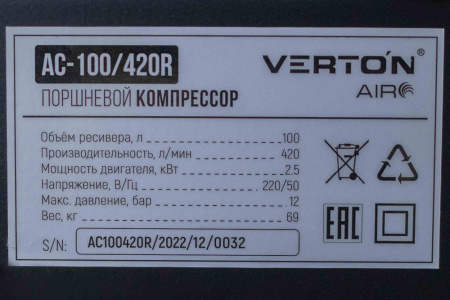 AC-100/420R
VERTON®
AIR
ПОРШНЕВОЙ КОМПРЕССОР
Объём ресивера, л 100
Производительность, л/мин 420
Мощность двигателя, кВт 2.5
Напряжение, В/Гц 220/50
Макс. давление, бар 12
Вес, кг 69
S/N: AC100420R/2022/12/0032
EAC